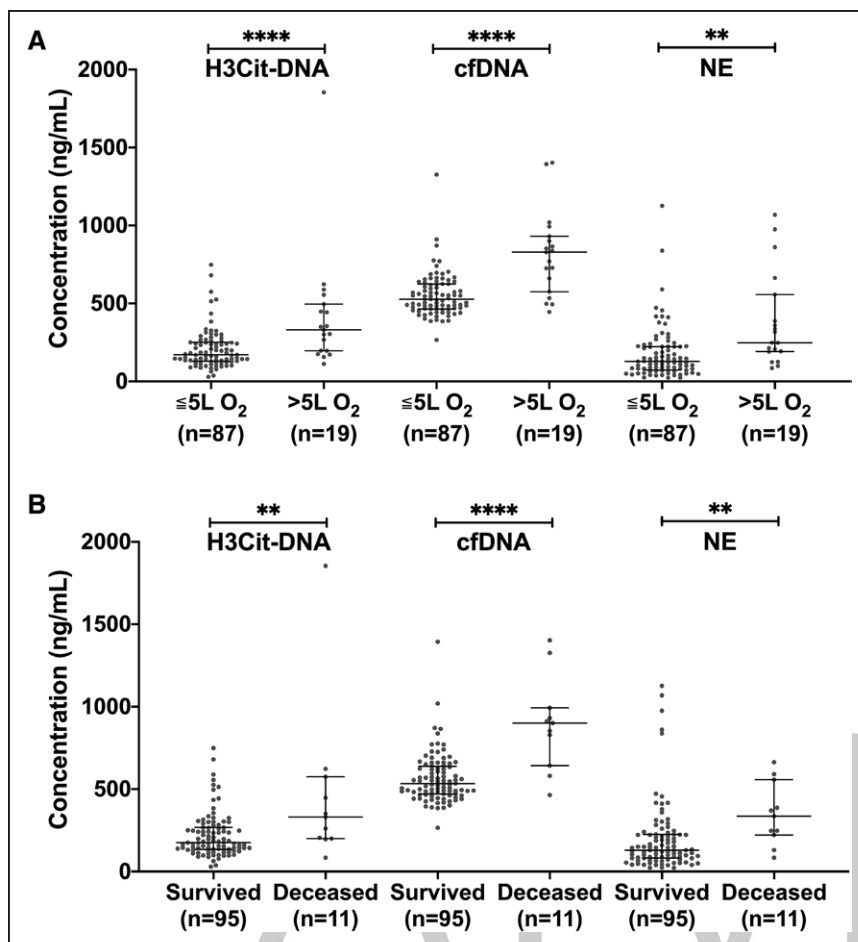 A
**** **** **
H3Cit-DNA cfDNA NE
Concentration (ng/mL)
2000
1500
1000
500
0
≦5L O₂ >5L O₂ ≦5L O₂ >5L O₂ ≦5L O₂ >5L O₂
(n=87) (n=19) (n=87) (n=19) (n=87) (n=19)
B
** **** **
H3Cit-DNA cfDNA NE
Concentration (ng/mL)
2000
1500
1000
500
0
Survived Deceased Survived Deceased Survived Deceased
(n=95) (n=11) (n=95) (n=11) (n=95) (n=11)